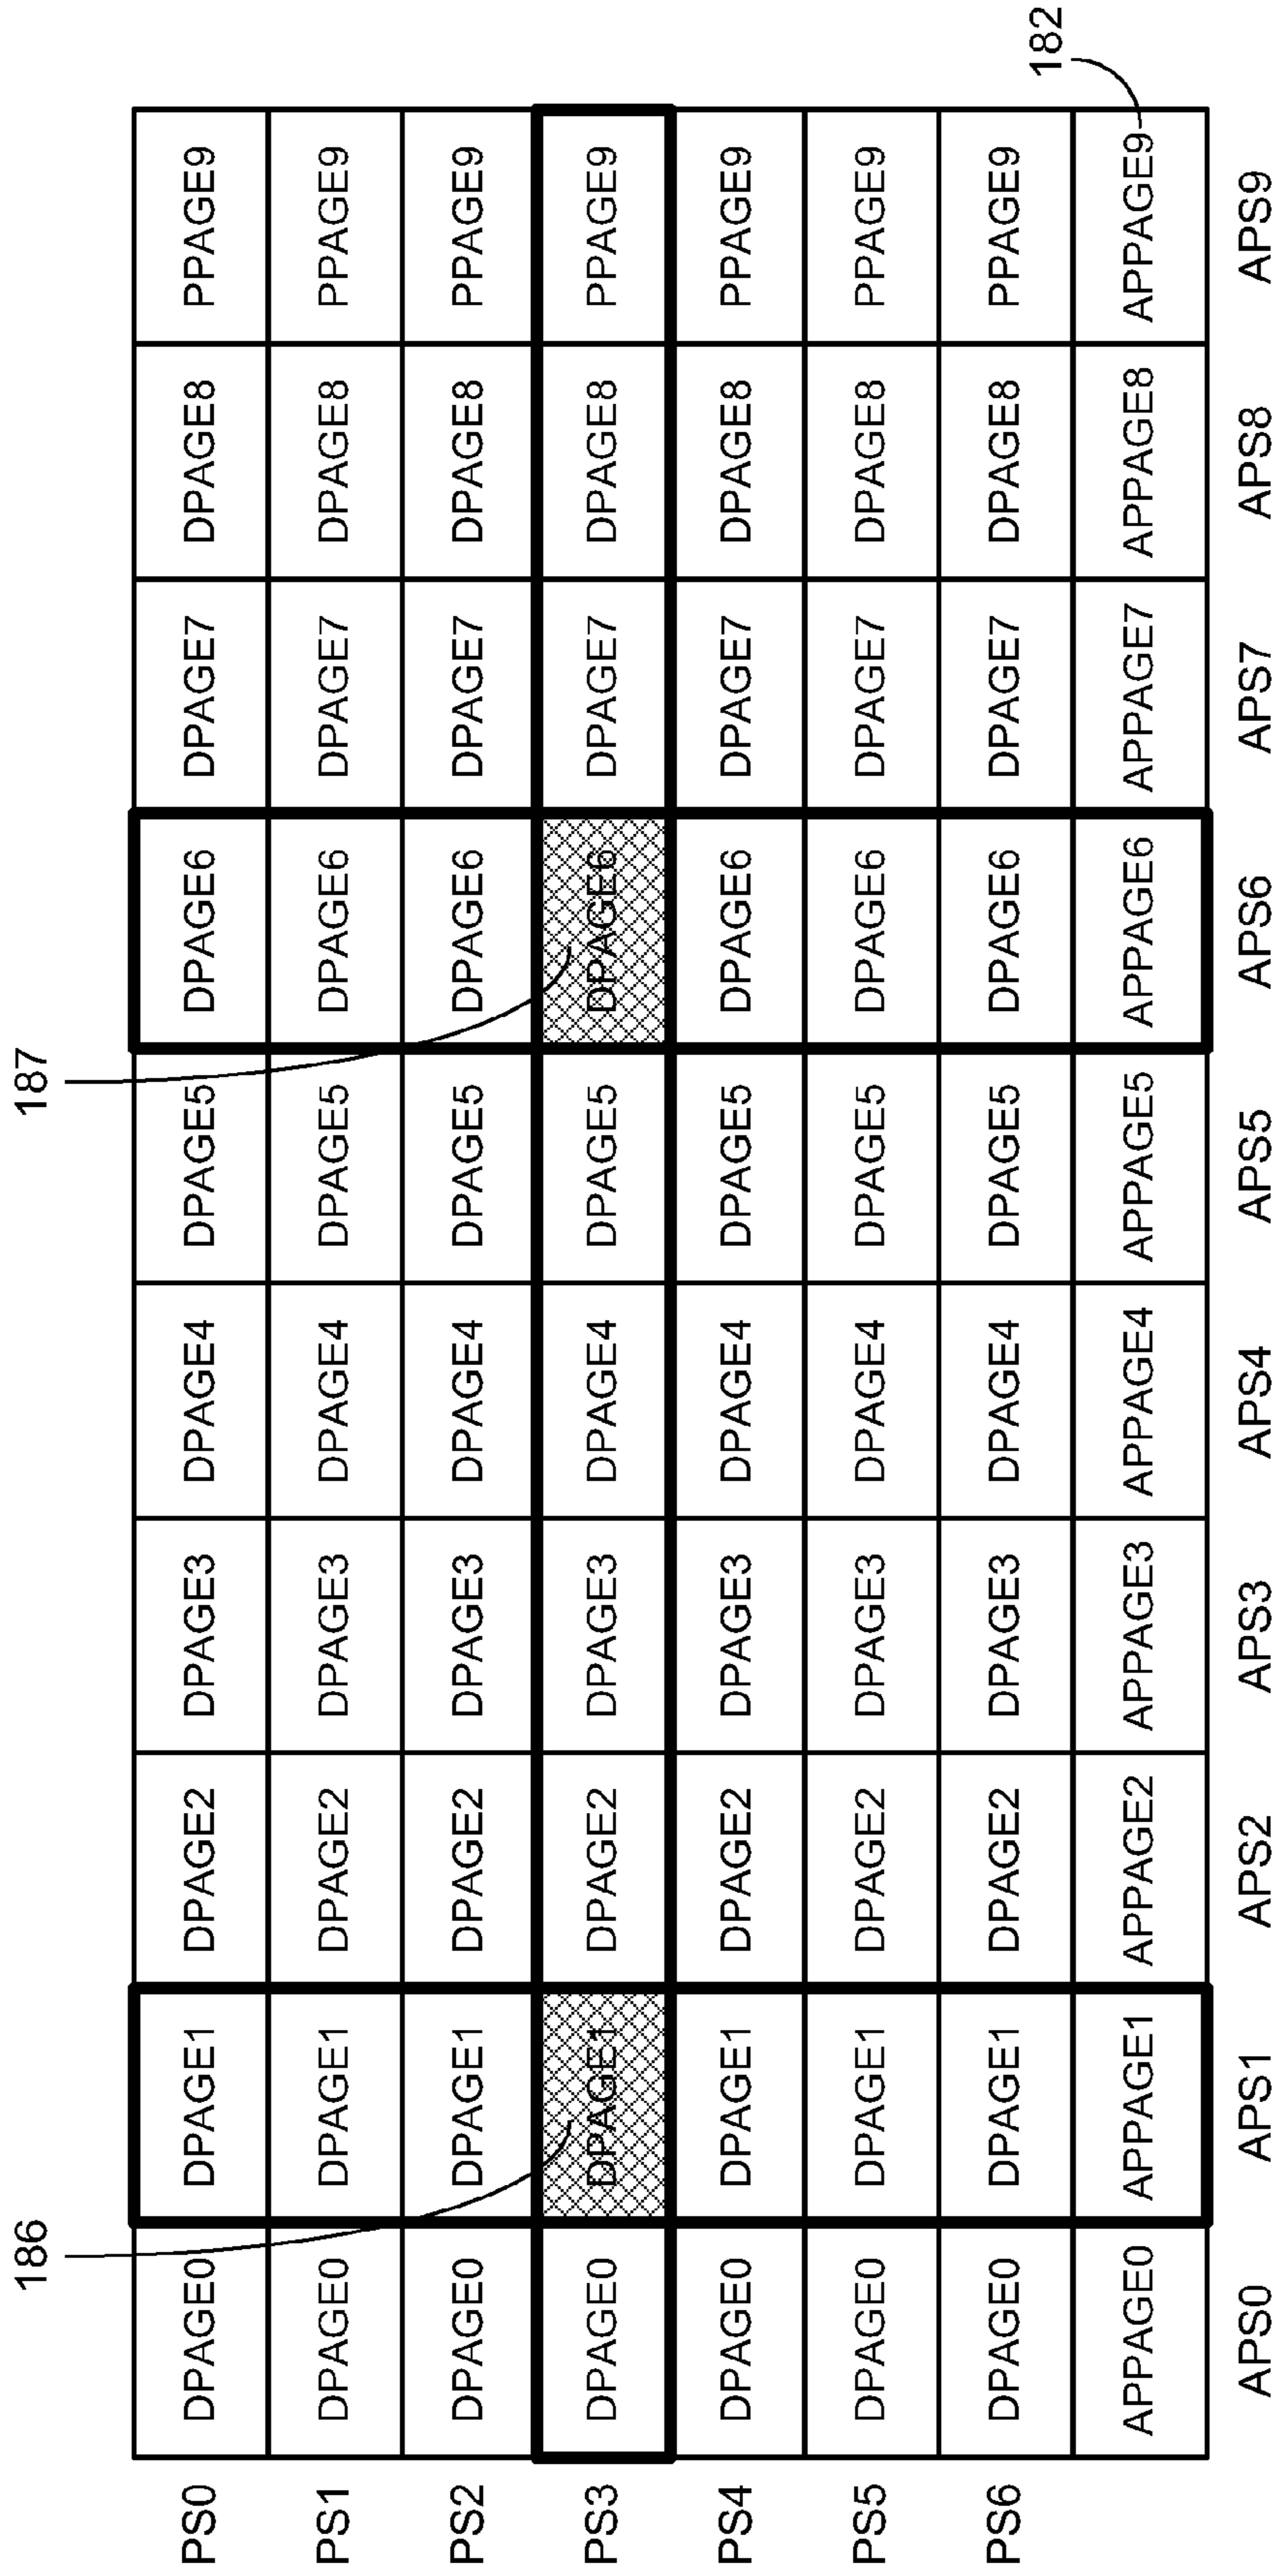 186
187
182
PS0 DPAGE0 DPAGE1 DPAGE2 DPAGE3 DPAGE4 DPAGE5 DPAGE6 DPAGE7 DPAGE8 PPAGE9
PS1 DPAGE0 DPAGE1 DPAGE2 DPAGE3 DPAGE4 DPAGE5 DPAGE6 DPAGE7 DPAGE8 PPAGE9
PS2 DPAGE0 DPAGE1 DPAGE2 DPAGE3 DPAGE4 DPAGE5 DPAGE6 DPAGE7 DPAGE8 PPAGE9
PS3 DPAGE0 DPAGE1 DPAGE2 DPAGE3 DPAGE4 DPAGE5 DPAGE6 DPAGE7 DPAGE8 PPAGE9
PS4 DPAGE0 DPAGE1 DPAGE2 DPAGE3 DPAGE4 DPAGE5 DPAGE6 DPAGE7 DPAGE8 PPAGE9
PS5 DPAGE0 DPAGE1 DPAGE2 DPAGE3 DPAGE4 DPAGE5 DPAGE6 DPAGE7 DPAGE8 PPAGE9
PS6 DPAGE0 DPAGE1 DPAGE2 DPAGE3 DPAGE4 DPAGE5 DPAGE6 DPAGE7 DPAGE8 PPAGE9
APPAGE0 APPAGE1 APPAGE2 APPAGE3 APPAGE4 APPAGE5 APPAGE6 APPAGE7 APPAGE8 APPAGE9
APS0 APS1 APS2 APS3 APS4 APS5 APS6 APS7 APS8 APS9